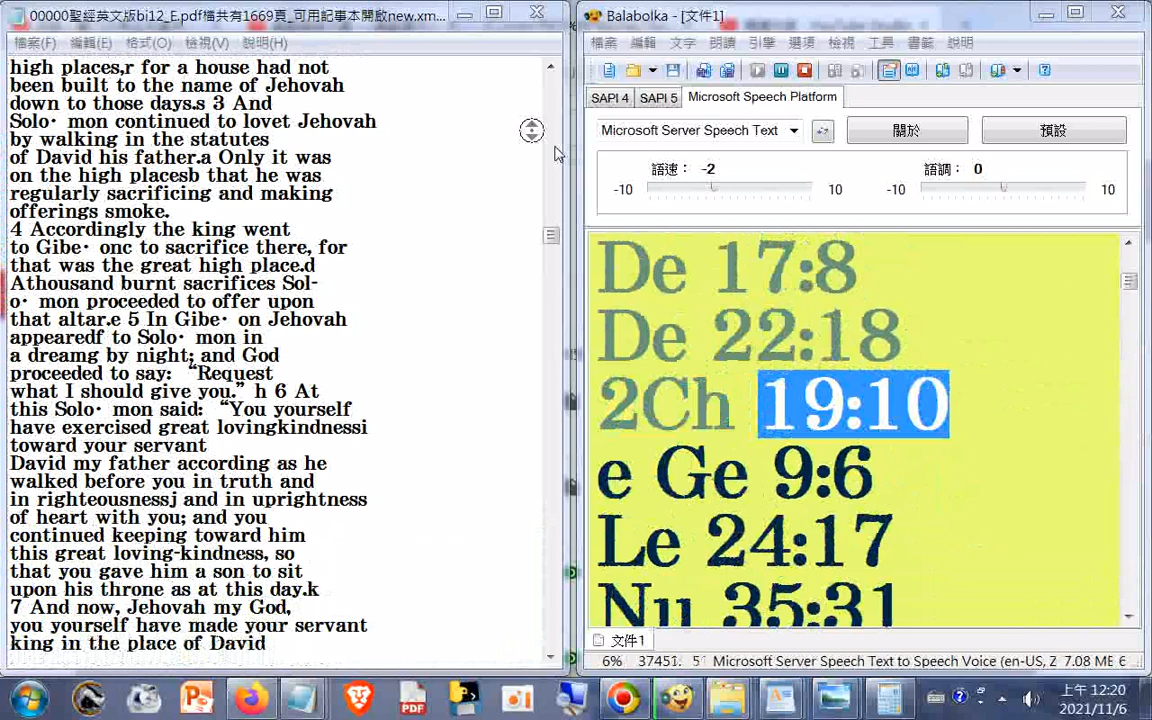 00000聖經英文版bi12_E.pdf檔共有1669頁_可用記事本開啟new.xm...
檔案(F) 編輯(E) 格式(O) 檢視(V) 說明(H)
high places,r for a house had not
been built to the name of Jehovah
down to those days.s 3 And
Solo· mon continued to lovet Jehovah
by walking in the statutes
of David his father.a Only it was
on the high placesb that he was
regularly sacrificing and making
offerings smoke.
4 Accordingly the king went
to Gibe· onc to sacrifice there, for
that was the great high place.d
Athousand burnt sacrifices Sol-
o· mon proceeded to offer upon
that altar.e 5 In Gibe· on Jehovah
appearedf to Solo· mon in
a dreamg by night; and God
proceeded to say: “Request
what I should give you.” h 6 At
this Solo· mon said: “You yourself
have exercised great lovingkindnessi
toward your servant
David my father according as he
walked before you in truth and
in righteousnessj and in uprightness
of heart with you; and you
continued keeping toward him
this great loving-kindness, so
that you gave him a son to sit
upon his throne as at this day.k
7 And now, Jehovah my God,
you yourself have made your servant
king in the place of David
Balabolka - [文件1]
檔案 編輯 文字 朗讀 引擎 選項 檢視 工具 書籤 說明
SAPI 4 SAPI 5 Microsoft Speech Platform
Microsoft Server Speech Text 關於 預設
語速： -2 語調： 0
-10 10 -10 10
De 17:8
De 22:18
2Ch 19:10
e Ge 9:6
Le 24:17
Nu 35:31
文件1
6% 37451. 5 Microsoff Server Speech Text to Speech Voice (en-US, Z 7.08 MB 6
上午 12:20
2021/11/6